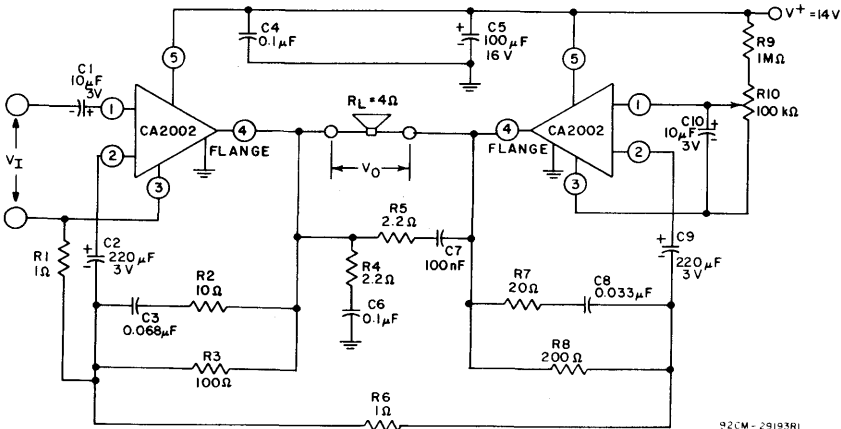 C4
0.1µF
C5
100µF
16V
V+ =14V
R9
1MΩ
R10
100 kΩ
C1
10µF
3V
- +
1
5
CA2002
4
FLANGE
2
3
VI
RL=4Ω
VO
5
CA2002
4
FLANGE
1
2
3
C10
10µF
3V
+
-
R1
1Ω
C2
220µF
3V
+
-
C3
0.068µF
R2
10Ω
R3
100Ω
R4
2.2Ω
C6
0.1µF
R5
2.2Ω
C7
100nF
R7
20Ω
C8
0.033µF
R8
200Ω
C9
220µF
3V
+
-
R6
1Ω
+
-
92CM-29193RI